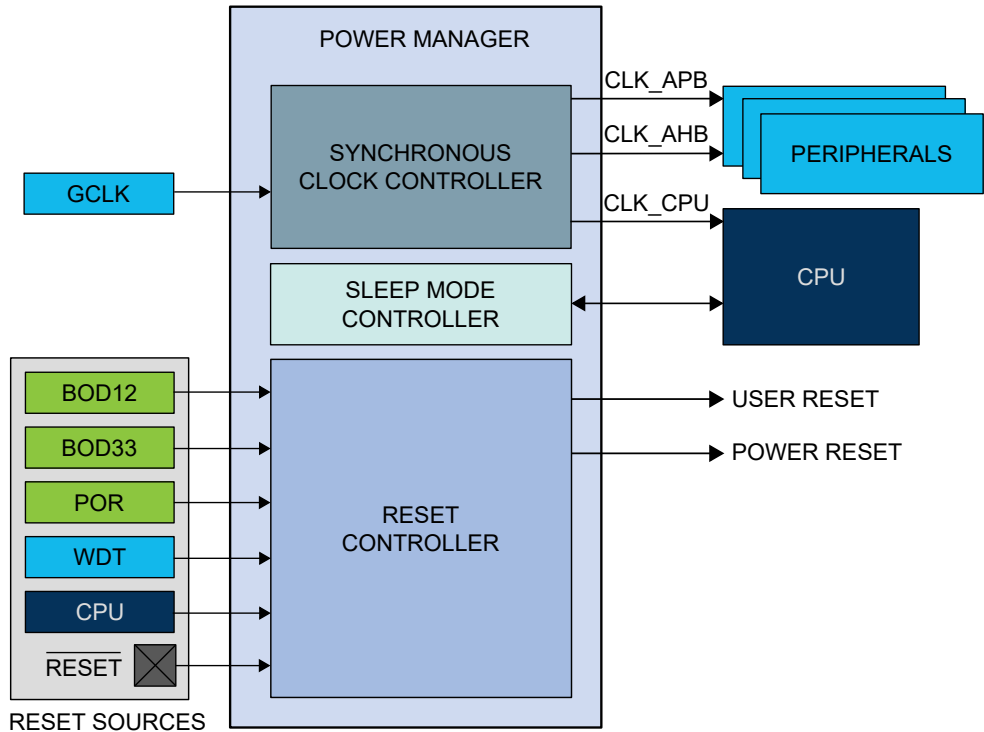 POWER MANAGER
CLK_APB
SYNCHRONOUS
CLOCK CONTROLLER
CLK_AHB
PERIPHERALS
GCLK
CLK_CPU
CPU
SLEEP MODE
CONTROLLER
BOD12
BOD33
POR
WDT
CPU
RESET
RESET SOURCES
RESET
CONTROLLER
USER RESET
POWER RESET